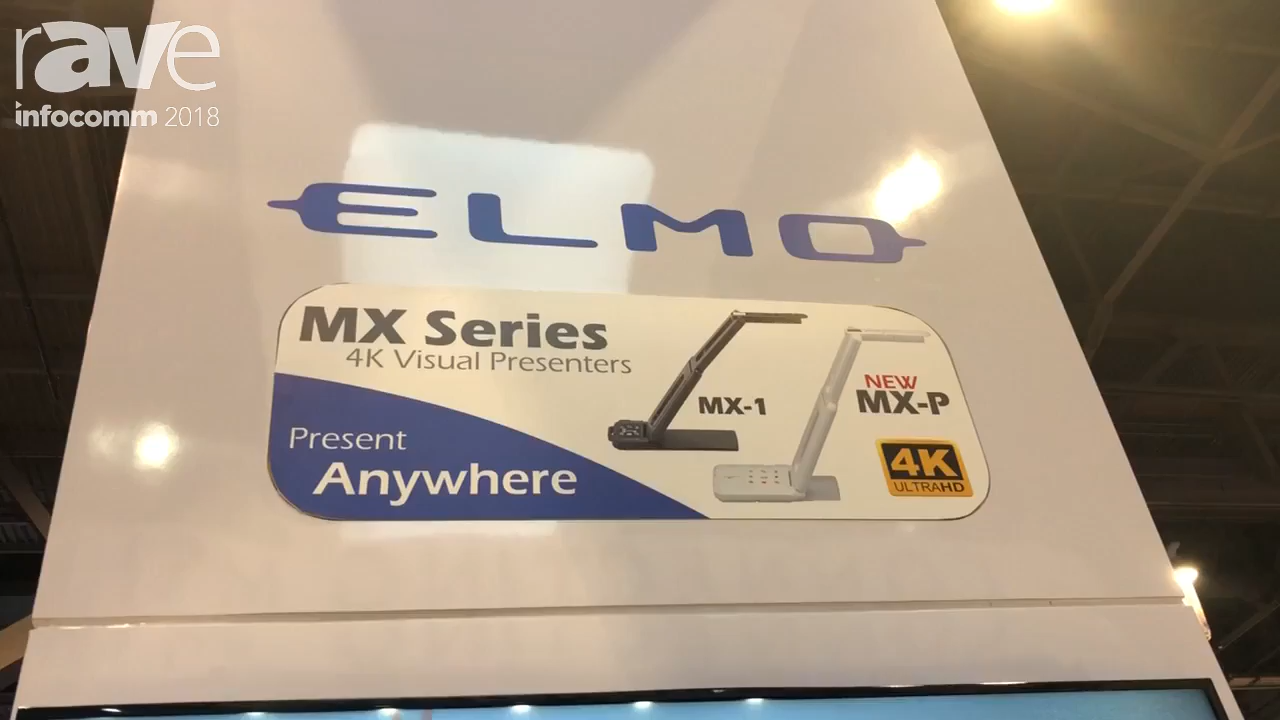 rave
infocomm 2018
ELMO
MX Series
4K Visual Presenters
MX-1
NEW
MX-P
Present
Anywhere
4K
ULTRAHD